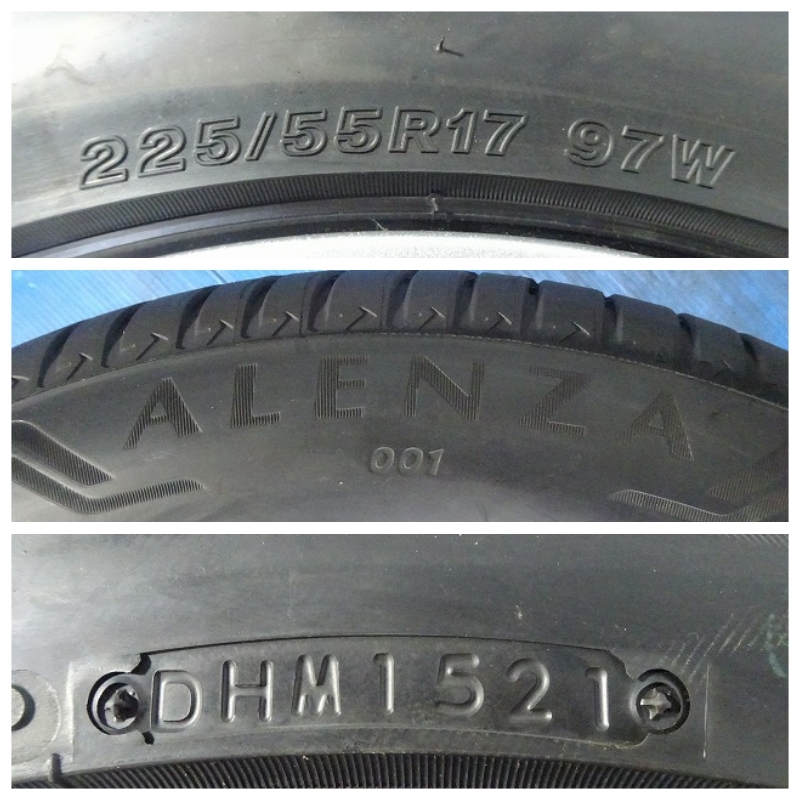 225/55R17 97W
ALENZA
001
DHM1521